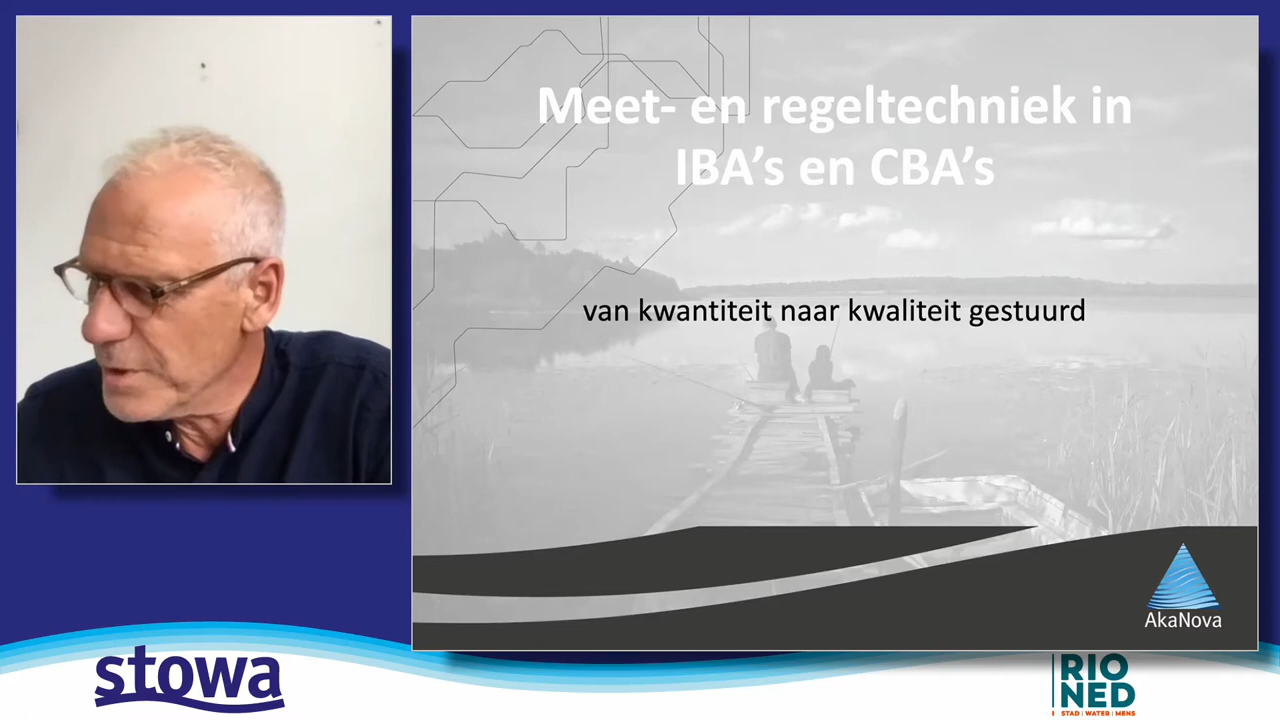 Meet- en regeltechniek in
IBA's en CBA's
van kwantiteit naar kwaliteit gestuurd
AkaNova
stowa
RIO
NED
STAD | WATER | MENS